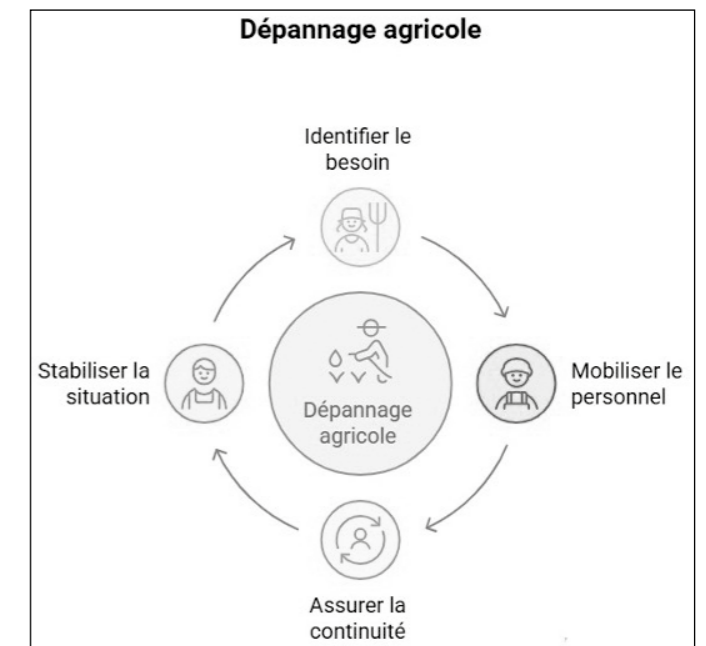 Dépannage agricole
Identifier le
besoin
Stabiliser la
situation
Dépannage
agricole
Mobiliser le
personnel
Assurer la
continuité